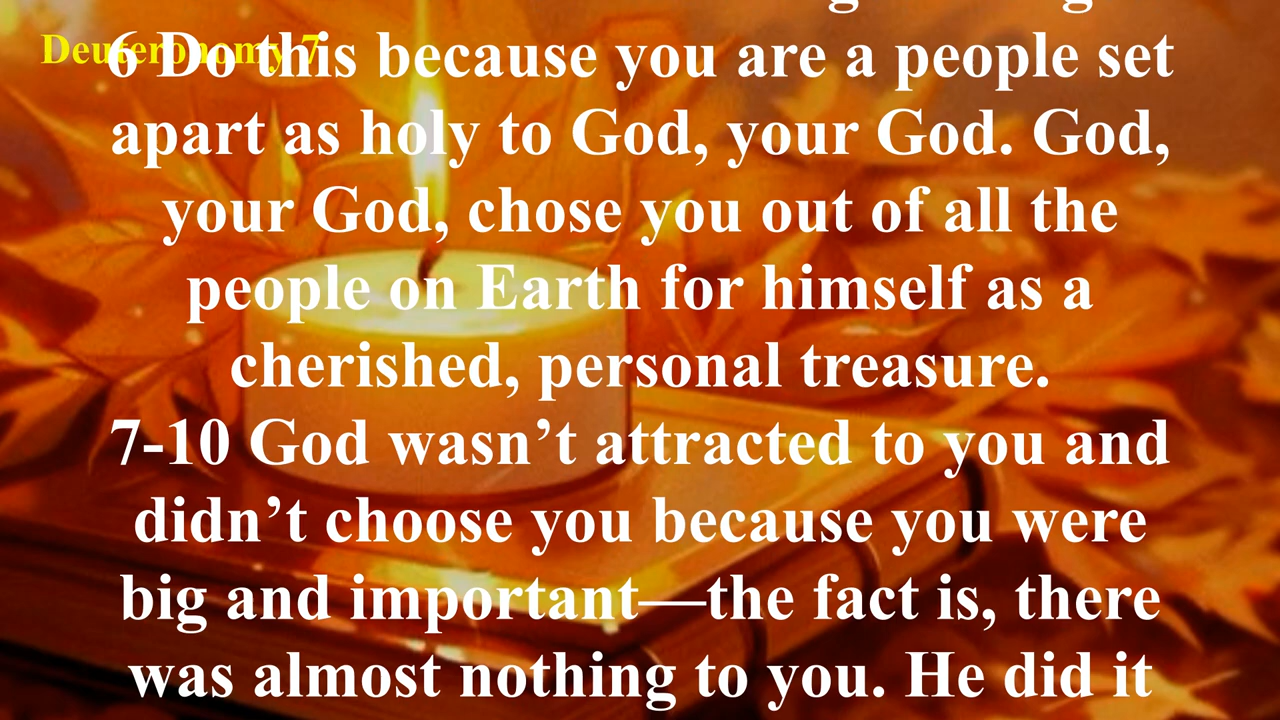 Deuteronomy 7
6 Do this because you are a people set
apart as holy to God, your God. God,
your God, chose you out of all the
people on Earth for himself as a
cherished, personal treasure.
7-10 God wasn’t attracted to you and
didn’t choose you because you were
big and important—the fact is, there
was almost nothing to you. He did it